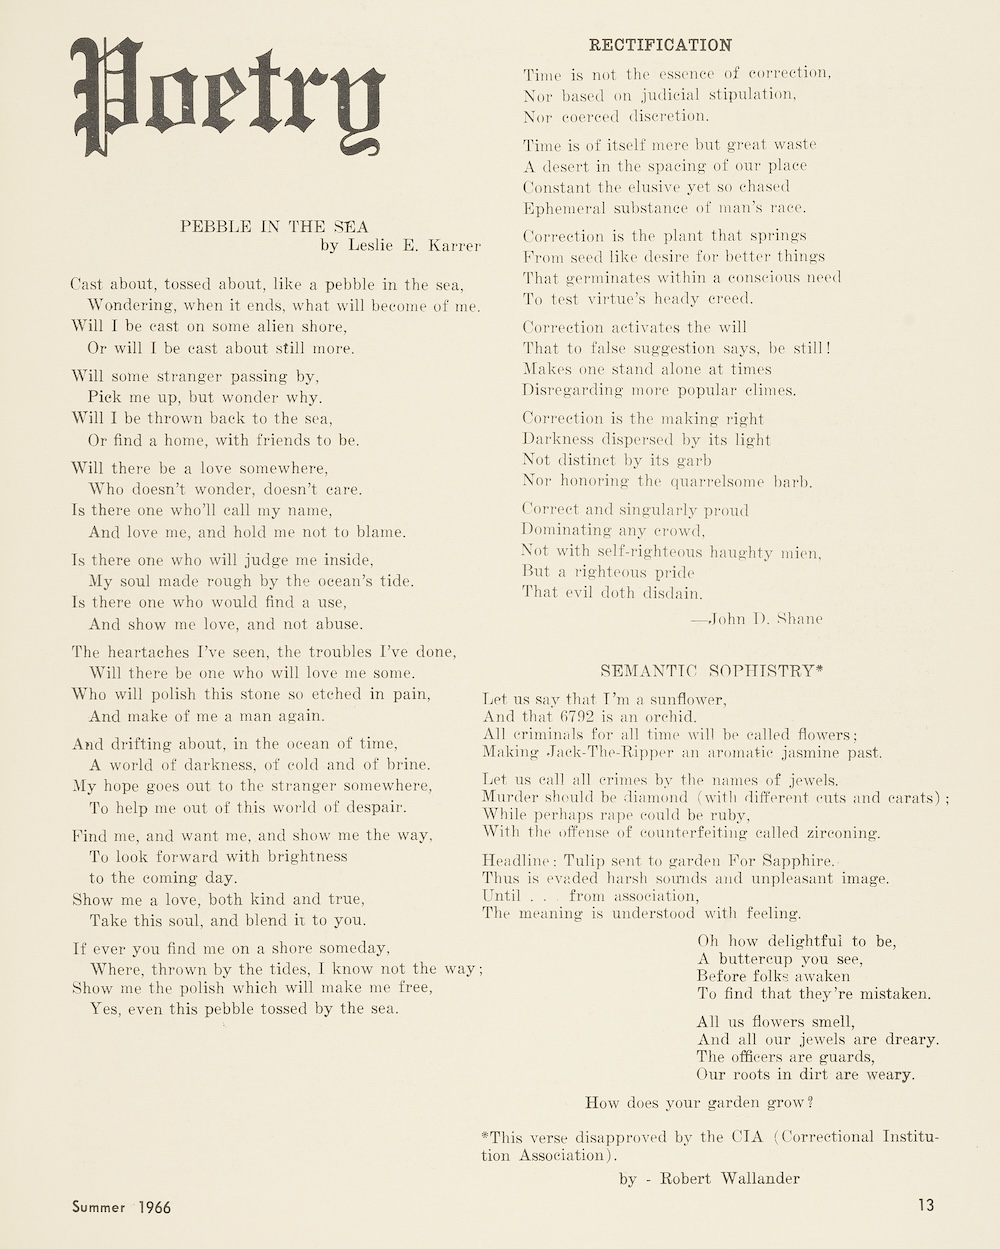 Poetry
PEBBLE IN THE SEA
by Leslie E. Karrer
Cast about, tossed about, like a pebble in the sea,
Wondering, when it ends, what will become of me.
Will I be cast on some alien shore,
Or will I be cast about still more.
Will some stranger passing by,
Pick me up, but wonder why.
Will I be thrown back to the sea,
Or find a home, with friends to be.
Will there be a love somewhere,
Who doesn't wonder, doesn't care.
Is there one who'll call my name,
And love me, and hold me not to blame.
Is there one who will judge me inside,
My soul made rough by the ocean's tide.
Is there one who would find a use,
And show me love, and not abuse.
The heartaches I've seen, the troubles I've done,
Will there be one who will love me some.
Who will polish this stone so etched in pain,
And make of me a man again.
And drifting about, in the ocean of time,
A world of darkness, of cold and of brine.
My hope goes out to the stranger somewhere,
To help me out of this world of despair.
Find me, and want me, and show me the way,
To look forward with brightness
to the coming day.
Show me a love, both kind and true,
Take this soul, and blend it to you.
If ever you find me on a shore someday,
Where, thrown by the tides, I know not the way;
Show me the polish which will make me free,
Yes, even this pebble tossed by the sea.
RECTIFICATION
Time is not the essence of correction,
Nor based on judicial stipulation,
Nor coerced discretion.
Time is of itself mere but great waste
A desert in the spacing of our place
Constant the elusive yet so chased
Ephemeral substance of man's race.
Correction is the plant that springs
From seed like desire for better things
That germinates within a conscious need
To test virtue's heady creed.
Correction activates the will
That to false suggestion says, be still!
Makes one stand alone at times
Disregarding more popular climes.
Correction is the making right
Darkness dispersed by its light
Not distinct by its garb
Nor honoring the quarrelsome barb.
Correct and singularly proud
Dominating any crowd,
Not with self-righteous haughty mien,
But a righteous pride
That evil doth disdain.
—John D. Shane
SEMANTIC SOPHISTRY*
Let us say that I'm a sunflower,
And that 6792 is an orchid.
All criminals for all time will be called flowers;
Making Jack-The-Ripper an aromatic jasmine past.
Let us call all crimes by the names of jewels.
Murder should be diamond (with different cuts and carats);
While perhaps rape could be ruby,
With the offense of counterfeiting called zirconing.
Headline: Tulip sent to garden For Sapphire.
Thus is evaded harsh sounds and unpleasant image.
Until . . . from association,
The meaning is understood with feeling.
Oh how delightful to be,
A buttercup you see,
Before folks awaken
To find that they're mistaken.
All us flowers smell,
And all our jewels are dreary.
The officers are guards,
Our roots in dirt are weary.
How does your garden grow?
*This verse disapproved by the CIA (Correctional Institu-
tion Association).
by - Robert Wallander
Summer 1966
13